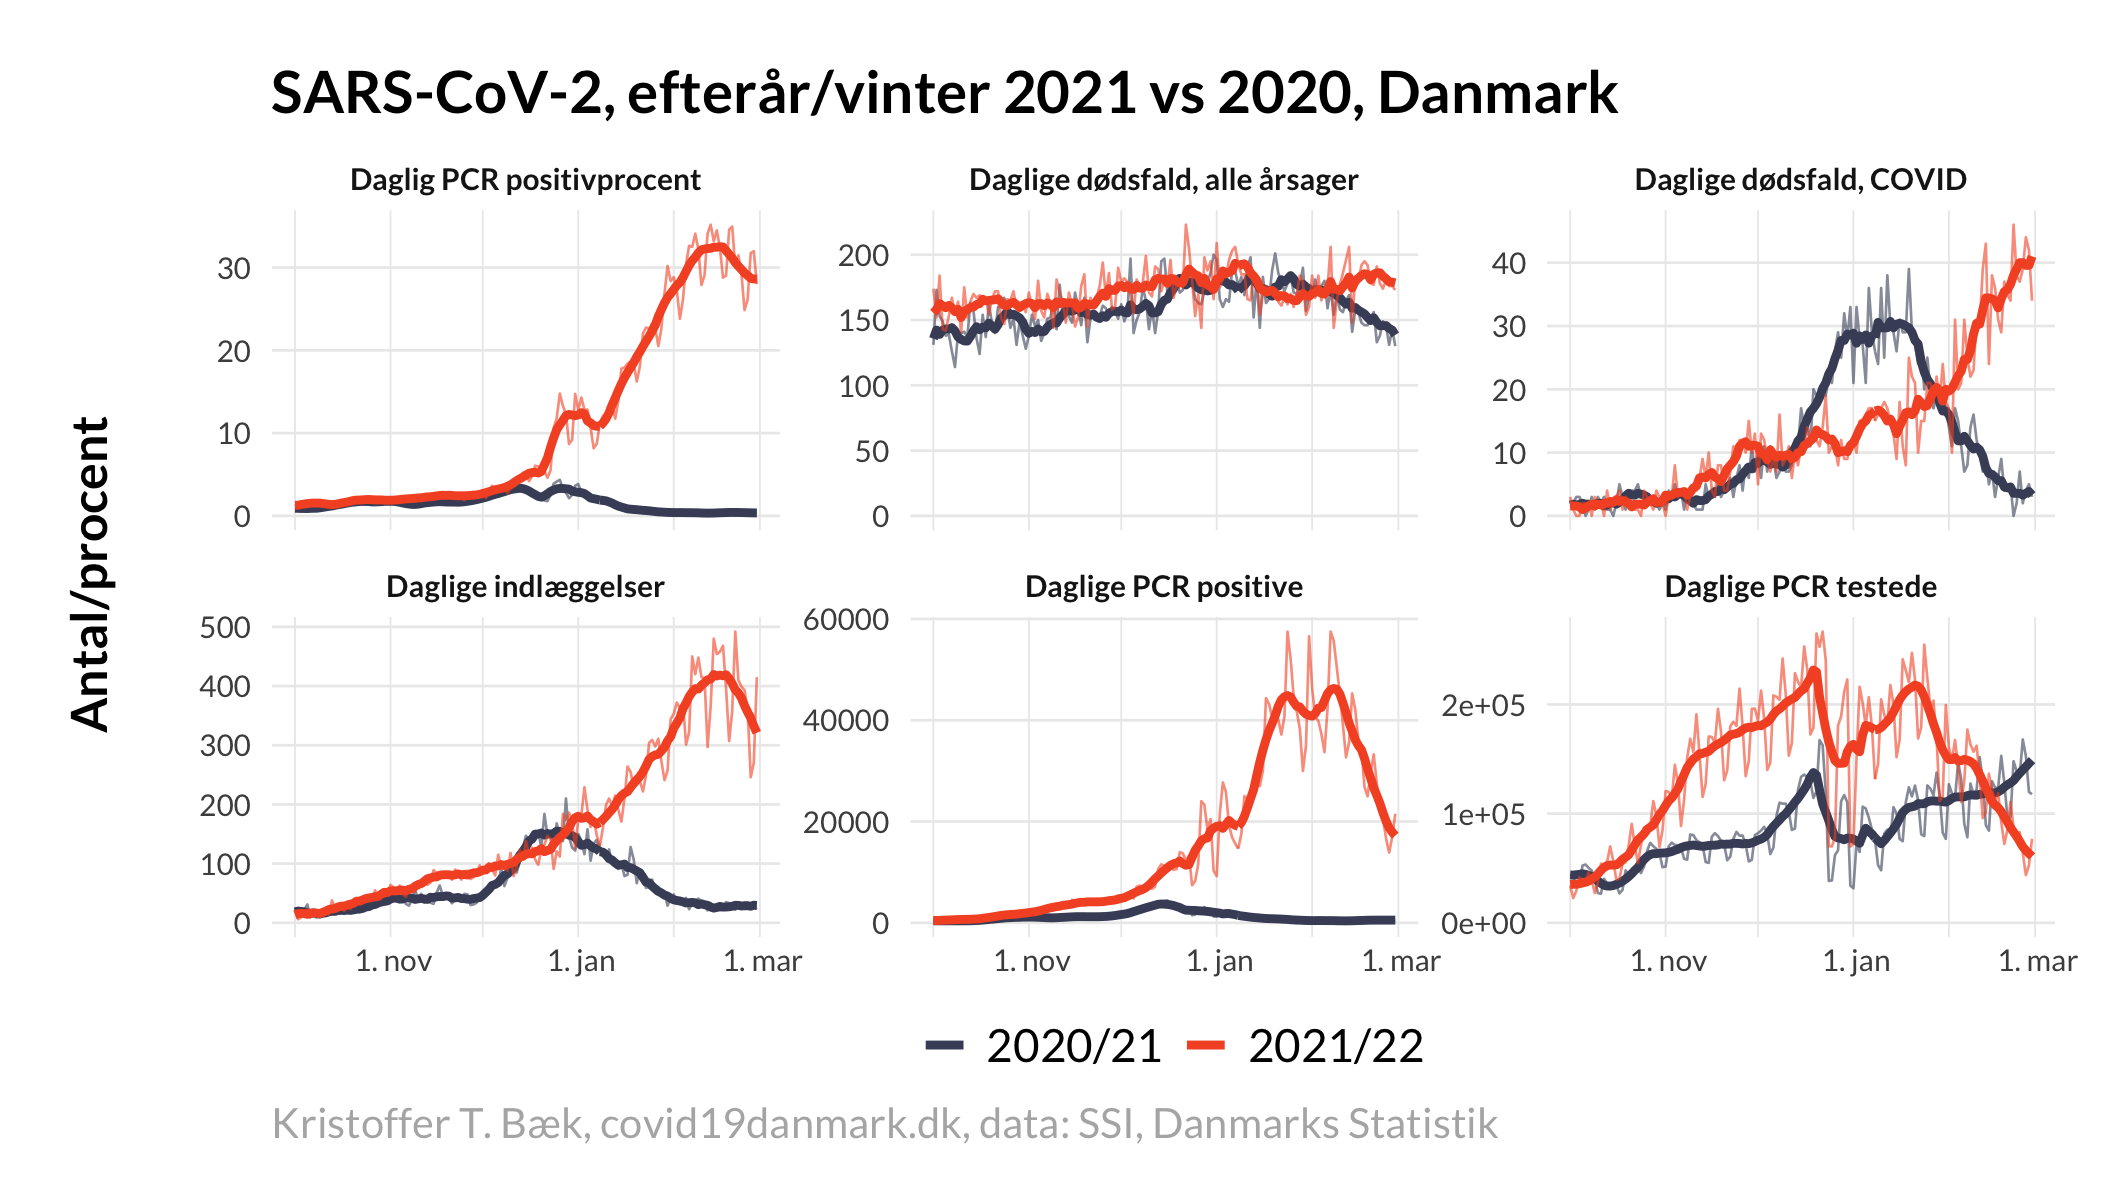 SARS-CoV-2, efterår/vinter 2021 vs 2020, Danmark
Antal/procent
Daglig PCR positivprocent
30
20
10
0
Daglige dødsfald, alle årsager
200
150
100
50
0
Daglige dødsfald, COVID
40
30
20
10
0
Daglige indlæggelser
500
400
300
200
100
0
1. nov
1. jan
1. mar
Daglige PCR positive
60000
40000
20000
0
1. nov
1. jan
1. mar
Daglige PCR testede
2e+05
1e+05
0e+00
1. nov
1. jan
1. mar
2020/21
2021/22
Kristoffer T. Bæk, covid19danmark.dk, data: SSI, Danmarks Statistik